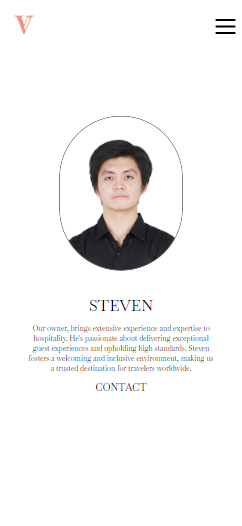 V
STEVEN
Our owner, brings extensive experience and expertise to
hospitality. He's passionate about delivering exceptional
guest experiences and upholding high standards. Steven
fosters a welcoming and inclusive environment, making us
a trusted destination for travelers worldwide.
CONTACT